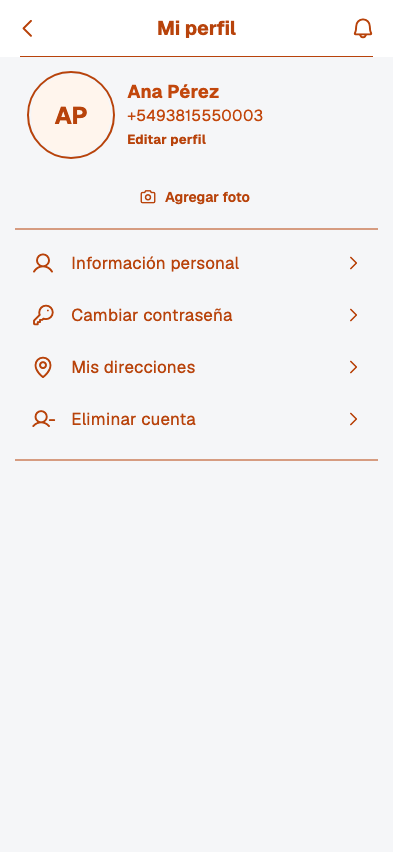 Mi perfil
AP
Ana Pérez
+5493815550003
Editar perfil
Agregar foto
Información personal
Cambiar contraseña
Mis direcciones
Eliminar cuenta